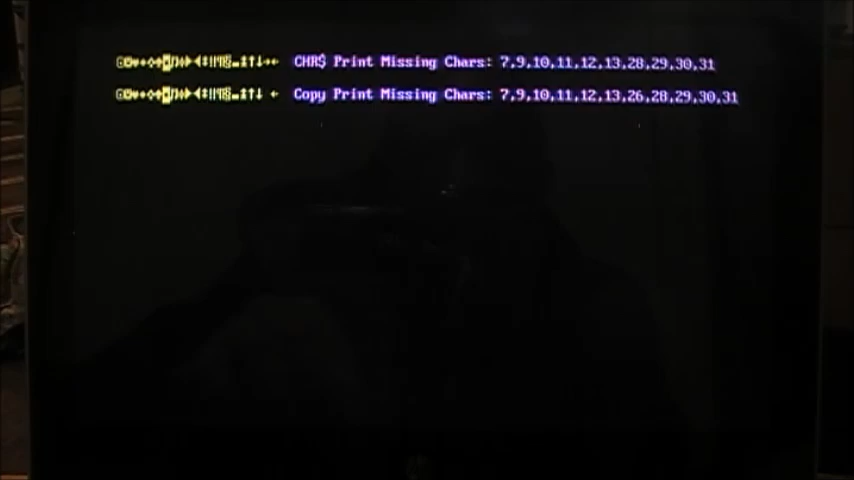 CHR$ Print Missing Chars: 7,9,10,11,12,13,28,29,30,31
Copy Print Missing Chars: 7,9,10,11,12,13,26,28,29,30,31